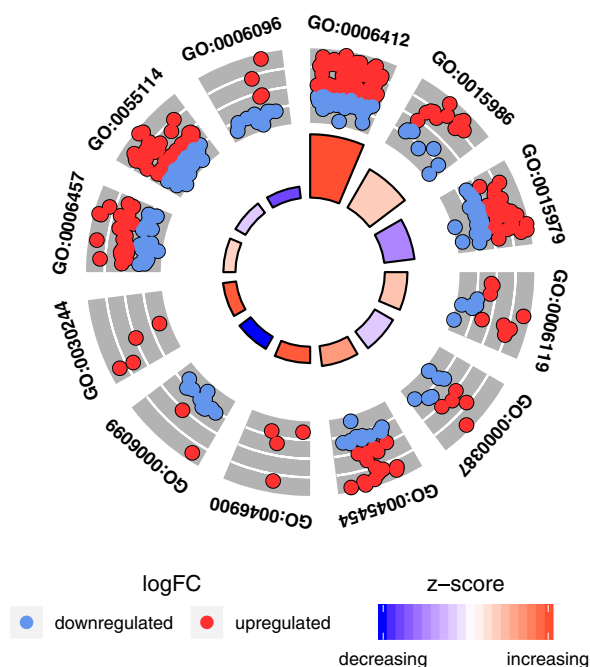 GO:0006412
GO:0015986
GO:0015979
GO:0006119
GO:0000387
GO:0045454
GO:0046900
GO:0006099
GO:0030244
GO:0006457
GO:0055114
GO:0006096
logFC
downregulated
upregulated
z−score
decreasing
increasing